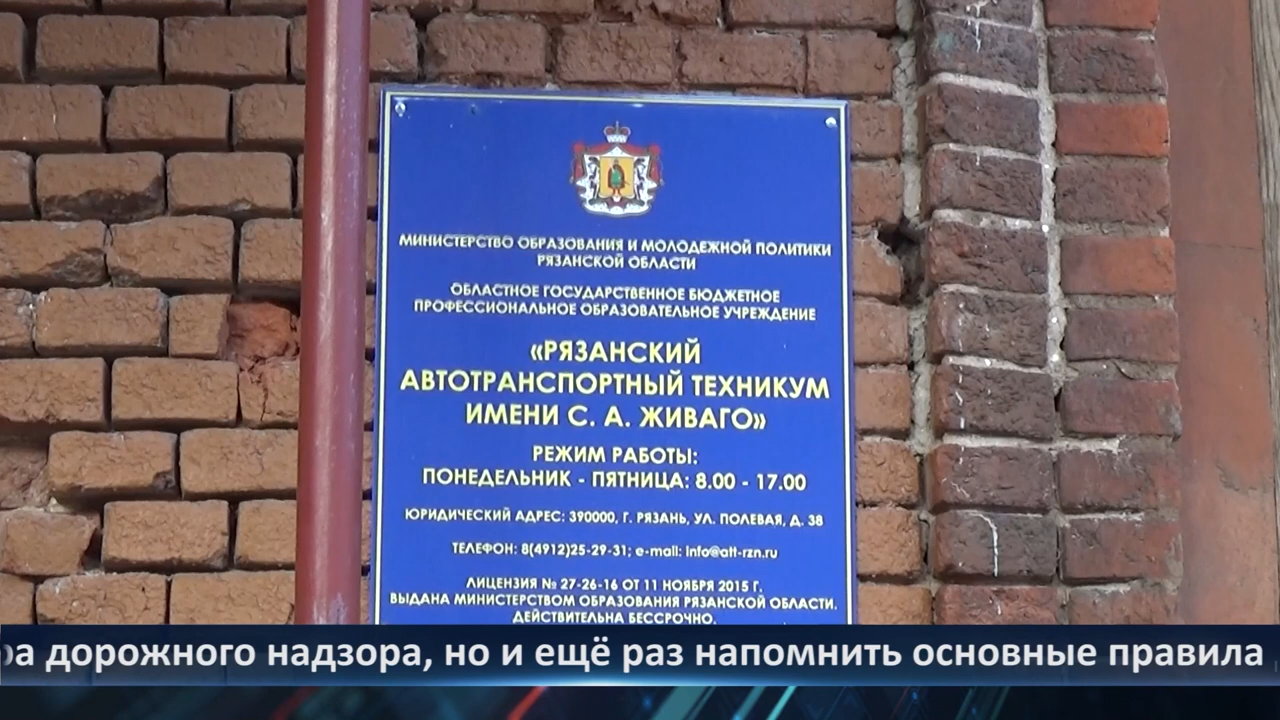 МИНИСТЕРСТВО ОБРАЗОВАНИЯ И МОЛОДЕЖНОЙ ПОЛИТИКИ
РЯЗАНСКОЙ ОБЛАСТИ
ОБЛАСТНОЕ ГОСУДАРСТВЕННОЕ БЮДЖЕТНОЕ
ПРОФЕССИОНАЛЬНОЕ ОБРАЗОВАТЕЛЬНОЕ УЧРЕЖДЕНИЕ
«РЯЗАНСКИЙ
АВТОТРАНСПОРТНЫЙ ТЕХНИКУМ
ИМЕНИ С. А. ЖИВАГО»
РЕЖИМ РАБОТЫ:
ПОНЕДЕЛЬНИК - ПЯТНИЦА: 8.00 - 17.00
ЮРИДИЧЕСКИЙ АДРЕС: 390000, Г. РЯЗАНЬ, УЛ. ПОЛЕВАЯ, Д. 38
ТЕЛЕФОН: 8(4912)25-29-31; e-mail: info@att-rzn.ru
ЛИЦЕНЗИЯ № 27-26-16 ОТ 11 НОЯБРЯ 2015 Г.
ВЫДАНА МИНИСТЕРСТВОМ ОБРАЗОВАНИЯ РЯЗАНСКОЙ ОБЛАСТИ.
ДЕЙСТВИТЕЛЬНА БЕССРОЧНО.
ра дорожного надзора, но и ещё раз напомнить основные правила